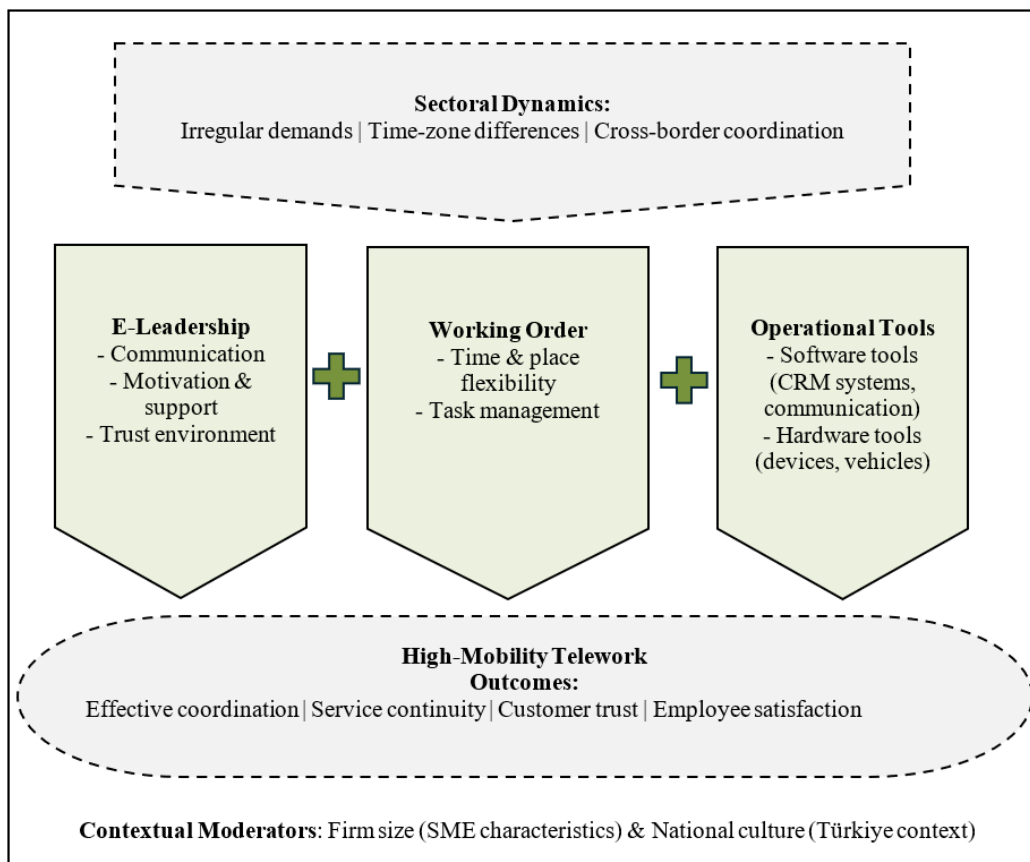 Sectoral Dynamics:
Irregular demands | Time-zone differences | Cross-border coordination
E-Leadership
- Communication
- Motivation &
support
- Trust environment
Working Order
- Time & place
flexibility
- Task management
Operational Tools
- Software tools
(CRM systems,
communication)
- Hardware tools
(devices, vehicles)
High-Mobility Telework
Outcomes:
Effective coordination | Service continuity | Customer trust | Employee satisfaction
Contextual Moderators: Firm size (SME characteristics) & National culture (Türkiye context)